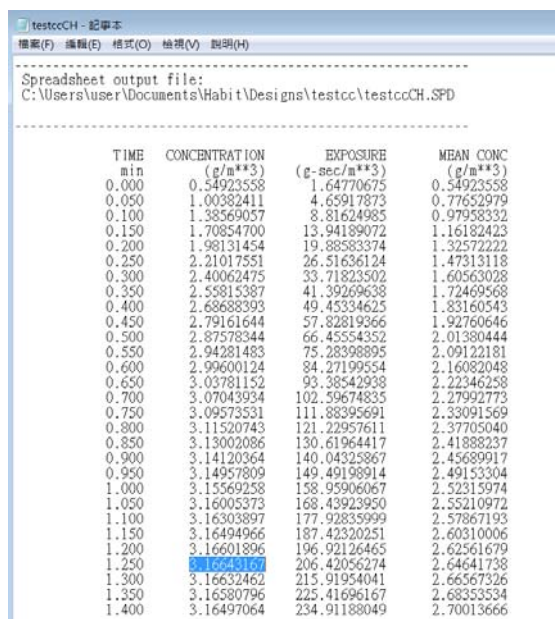 testccCH - 記事本
檔案(F) 編輯(E) 格式(O) 檢視(V) 說明(H)
------------------------------------------------------------------
Spreadsheet output file:
C:\Users\user\Documents\Habit\Designs\testcc\testccCH.SPD
------------------------------------------------------------------
TIME CONCENTRATION EXPOSURE MEAN CONC
min (g/m**3) (g-sec/m**3) (g/m**3)
0.000 0.54923558 1.64770675 0.54923558
0.050 1.00382411 4.65917873 0.77652979
0.100 1.38569057 8.81624985 0.97958332
0.150 1.70854700 13.94189072 1.16182423
0.200 1.98131454 19.88583374 1.32572222
0.250 2.21017551 26.51636124 1.47313118
0.300 2.40062475 33.71823502 1.60563028
0.350 2.55815387 41.39269638 1.72469568
0.400 2.68688393 49.45334625 1.83160543
0.450 2.79161644 57.82819366 1.92760646
0.500 2.87578344 66.45554352 2.01380444
0.550 2.94281483 75.28398895 2.09122181
0.600 2.99600124 84.27199554 2.16082048
0.650 3.03781152 93.38542938 2.22346258
0.700 3.07043934 102.59674835 2.27992773
0.750 3.09573531 111.88395691 2.33091569
0.800 3.11520743 121.22957611 2.37705040
0.850 3.13002086 130.61964417 2.41888237
0.900 3.14120364 140.04325867 2.45689917
0.950 3.14957809 149.49198914 2.49153304
1.000 3.15569258 158.95906067 2.52315974
1.050 3.16005373 168.43923950 2.55210972
1.100 3.16303897 177.92835999 2.57867193
1.150 3.16494966 187.42320251 2.60310006
1.200 3.16601896 196.92126465 2.62561679
1.250 3.16643167 206.42056274 2.64641738
1.300 3.16632462 215.91954041 2.66567326
1.350 3.16580796 225.41696167 2.68353534
1.400 3.16497064 234.91188049 2.70013666